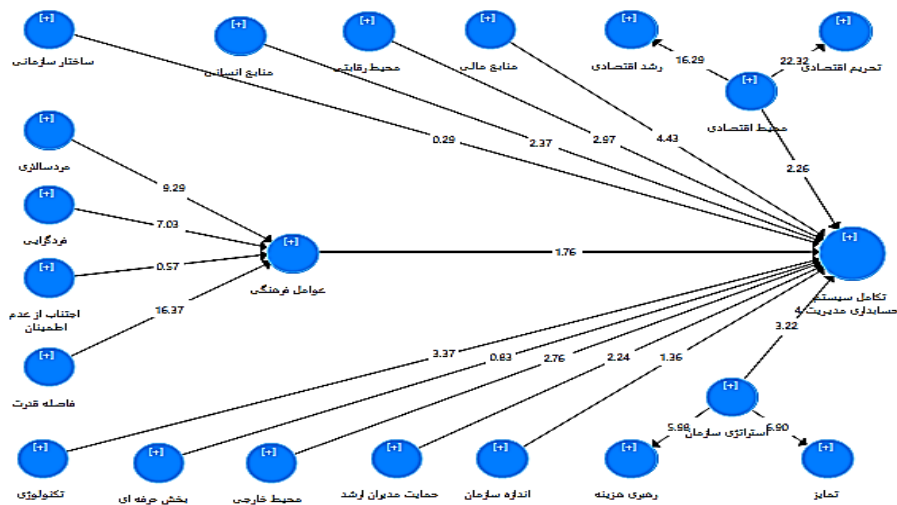 [+]
[+]
[+]
[+]
[+]
[+]
ساختار سازمانی
منابع انسانی
محیط رقابتی
منابع مالی
رشد اقتصادی
تحریم اقتصادی
16.29
22.32
[+]
محیط اقتصادی
0.29
2.37
2.97
4.43
2.26
[+]
مردسالاری
9.29
[+]
فردگرایی
7.03
[+]
اجتناب از عدم
اطمینان
0.57
[+]
فاصله قدرت
16.37
[+]
عوامل فرهنگی
1.76
[+]
تکامل سیستم
حسابداری مدیریت 4
3.22
3.37
0.83
2.76
2.24
1.36
[+]
استراتژی سازمان
5.98
6.90
[+]
[+]
[+]
[+]
[+]
[+]
[+]
تکنولوژی
بخش حرفه ای
محیط خارجی
حمایت مدیران ارشد
اندازه سازمان
رهبری هزینه
تمایز